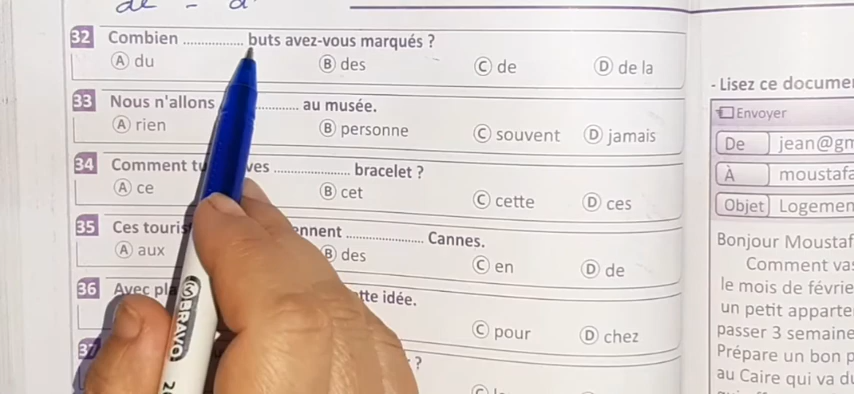 de - d
32 Combien ............... buts avez-vous marqués ?
A du B des C de D de la
33 Nous n'allons ............ au musée.
A rien B personne C souvent D jamais
34 Comment tu ves .................. bracelet ?
A ce B cet C cette D ces
35 Ces touris nnent .................. Cannes.
A aux B des C en D de
36 Avec pla tte idée.
C pour D chez
37 ?
BRAVO
- Lisez ce docume
Envoyer
De jean@gm
À moustafa
Objet Logemen
Bonjour Moustaf
Comment va
le mois de févrie
un petit apparte
passer 3 semaine
Prépare un bon p
au Caire qui va du